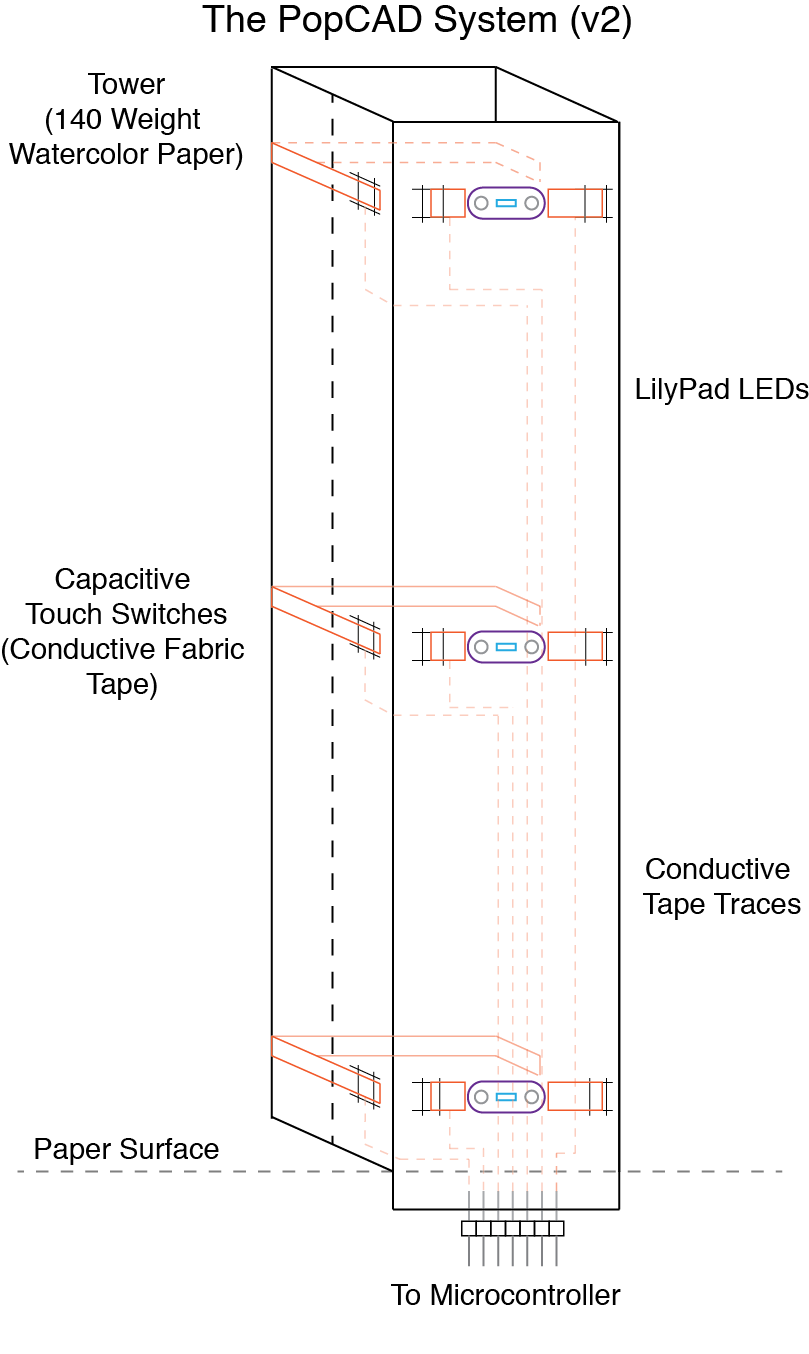 The PopCAD System (v2)
Tower
(140 Weight
Watercolor Paper)
LilyPad LEDs
Capacitive
Touch Switches
(Conductive Fabric
Tape)
Conductive
Tape Traces
Paper Surface
To Microcontroller